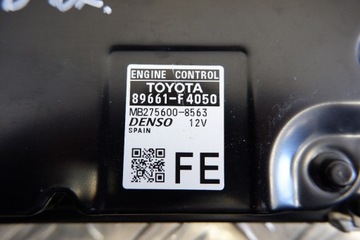 ENGINE CONTROL
TOYOTA
89661-F4050
MB275600-8563
DENSO 12V
SPAIN
FE